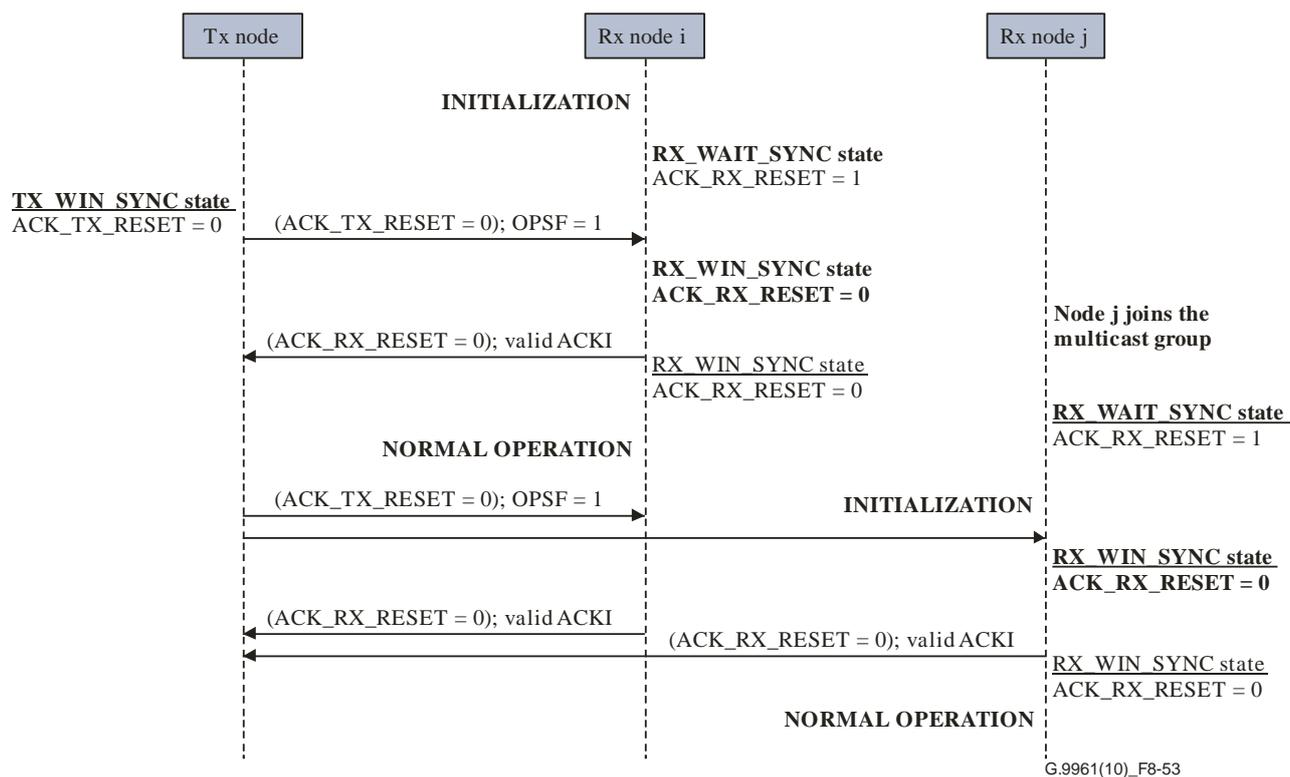 Tx node
Rx node i
Rx node j
INITIALIZATION
RX_WAIT_SYNC state
ACK_RX_RESET = 1
TX_WIN_SYNC state
ACK_TX_RESET = 0
(ACK_TX_RESET = 0); OPSF = 1
RX_WIN_SYNC state
ACK_RX_RESET = 0
Node j joins the
multicast group
(ACK_RX_RESET = 0); valid ACKI
RX_WIN_SYNC state
ACK_RX_RESET = 0
RX_WAIT_SYNC state
ACK_RX_RESET = 1
NORMAL OPERATION
(ACK_TX_RESET = 0); OPSF = 1
INITIALIZATION
RX_WIN_SYNC state
ACK_RX_RESET = 0
(ACK_RX_RESET = 0); valid ACKI
(ACK_RX_RESET = 0); valid ACKI
RX_WIN_SYNC state
ACK_RX_RESET = 0
NORMAL OPERATION
G.9961(10)_F8-53